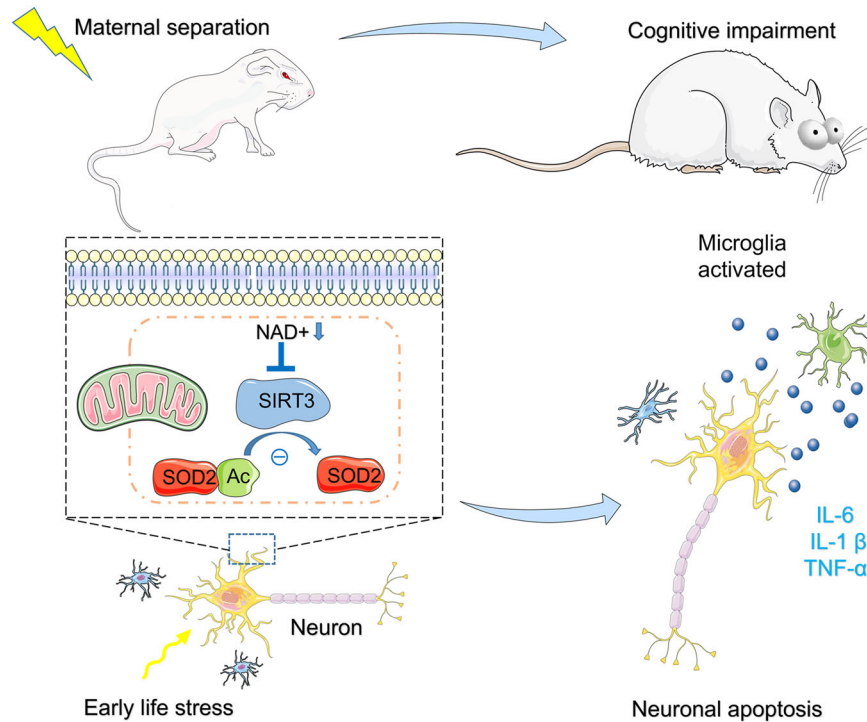 Maternal separation
Cognitive impairment
Microglia
activated
NAD+
SIRT3
SOD2
Ac
SOD2
IL-6
IL-1 β
TNF-α
Neuron
Early life stress
Neuronal apoptosis